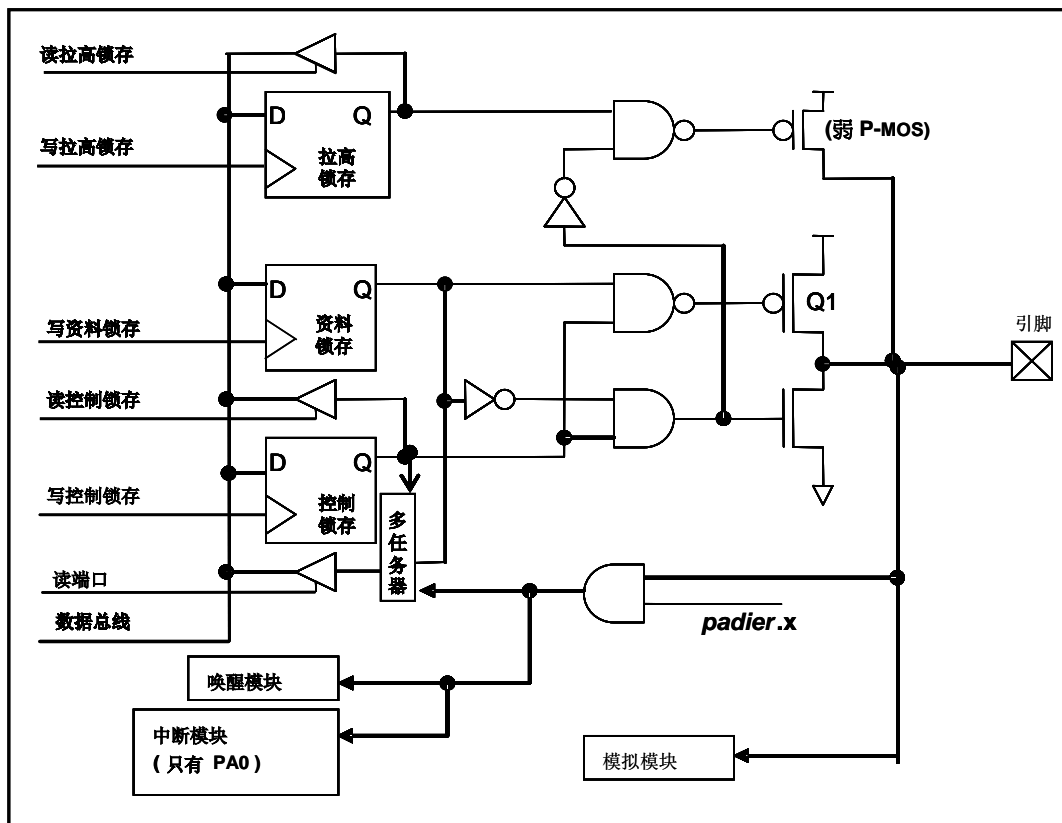 读拉高锁存
D Q
(弱 P-MOS)
写拉高锁存
拉高
锁存
D Q
Q1
写资料锁存
资料
锁存
引脚
读控制锁存
D Q
写控制锁存
控制
锁存
多
任
务
器
读端口
数据总线
padier.x
唤醒模块
中断模块
( 只有 PA0 )
模拟模块